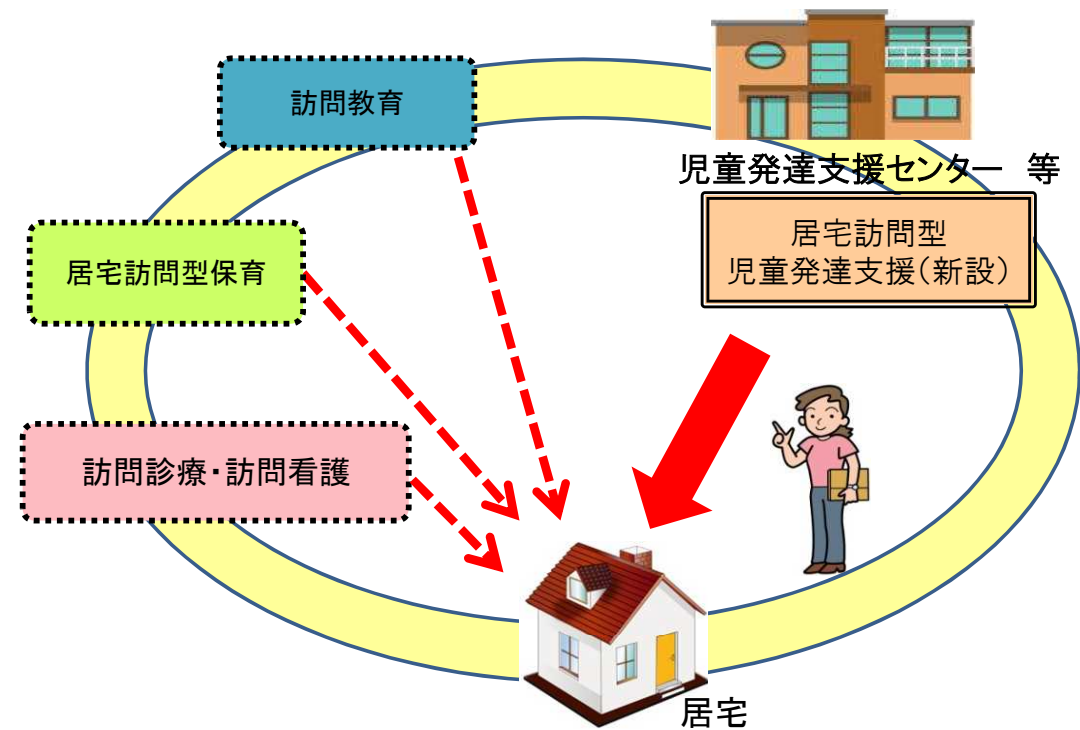 訪問教育
児童発達支援センター　等
居宅訪問型
児童発達支援（新設）
居宅訪問型保育
訪問診療・訪問看護
居宅